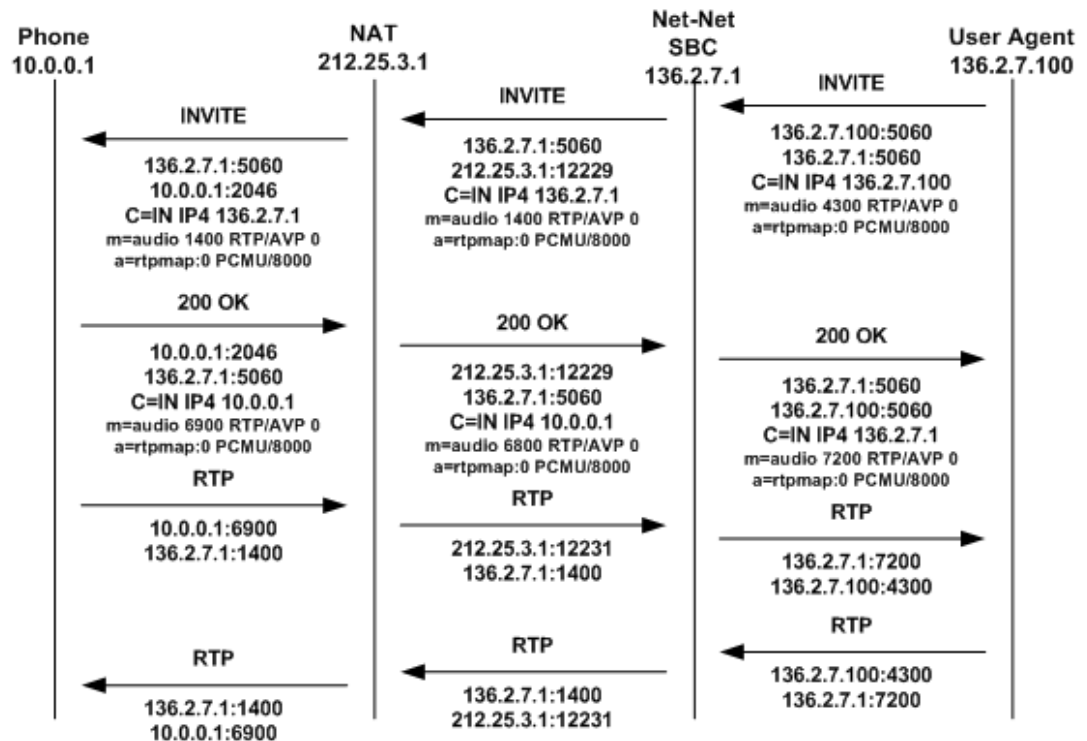 Phone
10.0.0.1
NAT
212.25.3.1
Net-Net
SBC
136.2.7.1
User Agent
136.2.7.100
INVITE
136.2.7.1:5060
10.0.0.1:2046
C=IN IP4 136.2.7.1
m=audio 1400 RTP/AVP 0
a=rtpmap:0 PCMU/8000
INVITE
136.2.7.1:5060
212.25.3.1:12229
C=IN IP4 136.2.7.1
m=audio 1400 RTP/AVP 0
a=rtpmap:0 PCMU/8000
INVITE
136.2.7.100:5060
136.2.7.1:5060
C=IN IP4 136.2.7.100
m=audio 4300 RTP/AVP 0
a=rtpmap:0 PCMU/8000
200 OK
10.0.0.1:2046
136.2.7.1:5060
C=IN IP4 10.0.0.1
m=audio 6900 RTP/AVP 0
a=rtpmap:0 PCMU/8000
200 OK
212.25.3.1:12229
136.2.7.1:5060
C=IN IP4 10.0.0.1
m=audio 6800 RTP/AVP 0
a=rtpmap:0 PCMU/8000
200 OK
136.2.7.1:5060
136.2.7.100:5060
C=IN IP4 136.2.7.1
m=audio 7200 RTP/AVP 0
a=rtpmap:0 PCMU/8000
RTP
10.0.0.1:6900
136.2.7.1:1400
RTP
212.25.3.1:12231
136.2.7.1:1400
RTP
136.2.7.1:7200
136.2.7.100:4300
RTP
136.2.7.1:1400
10.0.0.1:6900
RTP
136.2.7.1:1400
212.25.3.1:12231
RTP
136.2.7.100:4300
136.2.7.1:7200